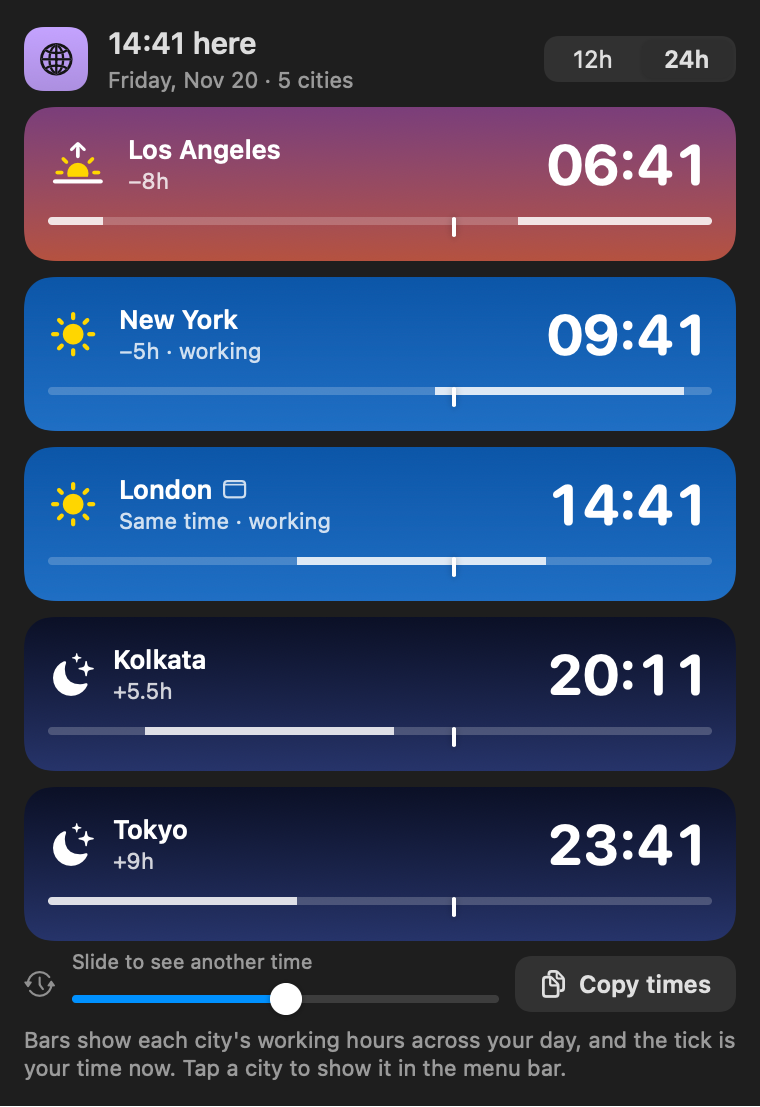 14:41 here
Friday, Nov 20 · 5 cities
12h
24h
Los Angeles
−8h
06:41
New York
−5h · working
09:41
London
Same time · working
14:41
Kolkata
+5.5h
20:11
Tokyo
+9h
23:41
Slide to see another time
Copy times
Bars show each city's working hours across your day, and the tick is
your time now. Tap a city to show it in the menu bar.